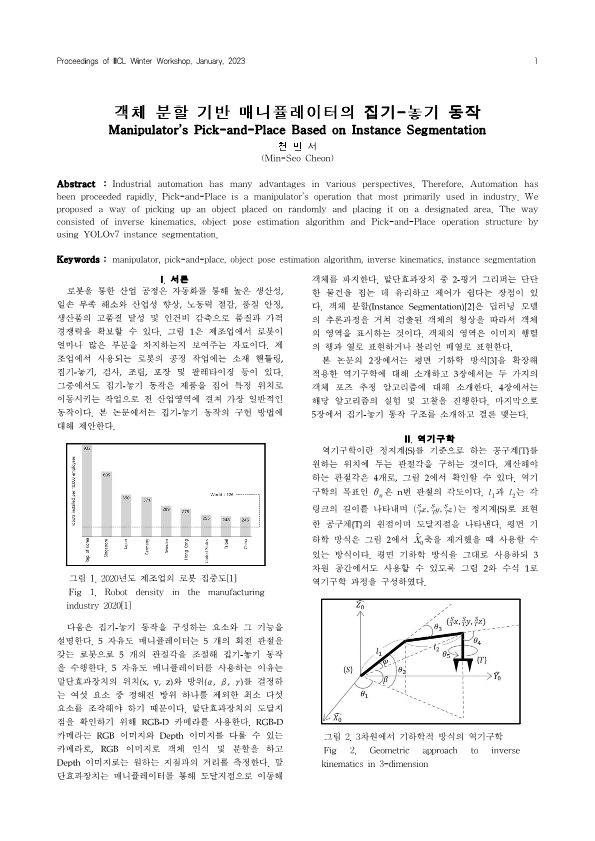 Proceedings of IIICL Winter Workshop, January, 2023
1
객체 분할 기반 매니퓰레이터의 집기-놓기 동작
Manipulator's Pick-and-Place Based on Instance Segmentation
천 민 서
(Min-Seo Cheon)
Abstract : Industrial automation has many advantages in various perspectives. Therefore, Automation has
been proceeded rapidly. Pick-and-Place is a manipulator's operation that most primarily used in industry. We
proposed a way of picking up an object placed on randomly and placing it on a designated area. The way
consisted of inverse kinematics, object pose estimation algorithm and Pick-and-Place operation structure by
using YOLOv7 instance segmentation.
Keywords : manipulator, pick-and-place, object pose estimation algorithm, inverse kinematics, instance segmentation
I. 서론
로봇을 통한 산업 공정은 자동화를 통해 높은 생산성,
일손 부족 해소와 산업성 향상, 노동력 절감, 품질 안정,
생산품의 고품질 달성 및 인건비 감축으로 품질과 가격
경쟁력을 확보할 수 있다. 그림 1은 제조업에서 로봇이
얼마나 많은 부분을 차지하는지 보여주는 자료이다. 제
조업에서 사용되는 로봇의 공정 작업에는 소재 핸들링,
집기-놓기, 검사, 조립, 포장 및 팔레타이징 등이 있다.
그중에서도 집기-놓기 동작은 제품을 집어 특정 위치로
이동시키는 작업으로 전 산업영역에 걸쳐 가장 일반적인
동작이다. 본 논문에서는 집기-놓기 동작의 구현 방법에
대해 제안한다.
932
605
390
371
289
275
255
248
246
World : 126
Rep. of Korea
Singapore
Japan
Germany
Sweden
Hong Kong
United States
Taipei
China
그림 1. 2020년도 제조업의 로봇 집중도[1]
Fig 1. Robot density in the manufacturing
industry 2020[1]
다음은 집기-놓기 동작을 구성하는 요소와 그 기능을
설명한다. 5 자유도 매니퓰레이터는 5 개의 회전 관절을
갖는 로봇으로 5 개의 관절각을 조절해 집기-놓기 동작
을 수행한다. 5 자유도 매니퓰레이터를 사용하는 이유는
말단효과장치의 위치(x, y, z)와 방위(α, β, γ)를 결정하
는 여섯 요소 중 정해진 방위 하나를 제외한 최소 다섯
요소를 조작해야 하기 때문이다. 말단효과장치의 도달지
점을 확인하기 위해 RGB-D 카메라를 사용한다. RGB-D
카메라는 RGB 이미지와 Depth 이미지를 다룰 수 있는
카메라로, RGB 이미지로 객체 인식 및 분할을 하고
Depth 이미지로는 원하는 지점과의 거리를 측정한다. 말
단효과장치는 매니퓰레이터를 통해 도달지점으로 이동해
객체를 파지한다. 말단효과장치 중 2-핑거 그리퍼는 단단
한 물건을 집는 데 유리하고 제어가 쉽다는 장점이 있
다. 객체 분할(Instance Segmentation)[2]은 딥러닝 모델
의 추론과정을 거쳐 검출된 객체의 형상을 따라서 객체
의 영역을 표시하는 것이다. 객체의 영역은 이미지 행렬
의 행과 열로 표현하거나 불리언 배열로 표현한다.
본 논문의 2장에서는 평면 기하학 방식[3]을 확장해
적용한 역기구학에 대해 소개하고 3장에서는 두 가지의
객체 포즈 추정 알고리즘에 대해 소개한다. 4장에서는
해당 알고리즘의 실험 및 고찰을 진행한다. 마지막으로
5장에서 집기-놓기 동작 구조를 소개하고 결론 맺는다.
II. 역기구학
역기구학이란 정지계{S}를 기준으로 하는 공구계{T}를
원하는 위치에 두는 관절각을 구하는 것이다. 계산해야
하는 관절각은 4개로, 그림 2에서 확인할 수 있다. 역기
구학의 목표인 θn은 n번 관절의 각도이다. l1과 l2는 각
링크의 길이를 나타내며 (STx, STy, STz)는 정지계{S}로 표현
한 공구계{T}의 원점이며 도달지점을 나타낸다. 평면 기
하학 방식은 그림 2에서 X̂0축을 제거했을 때 사용할 수
있는 방식이다. 평면 기하학 방식을 그대로 사용하되 3
차원 공간에서도 사용할 수 있도록 그림 2와 수식 1로
역기구학 과정을 구성하였다.
Ẑ0
(STx, STy, STz)
θ3
θ4
l1
l2
θ5
{T}
{S}
ψ
θ2
β
Ŷ0
θ1
X̂0
그림 2. 3차원에서 기하학적 방식의 역기구학
Fig 2. Geometric approach to inverse
kinematics in 3-dimension